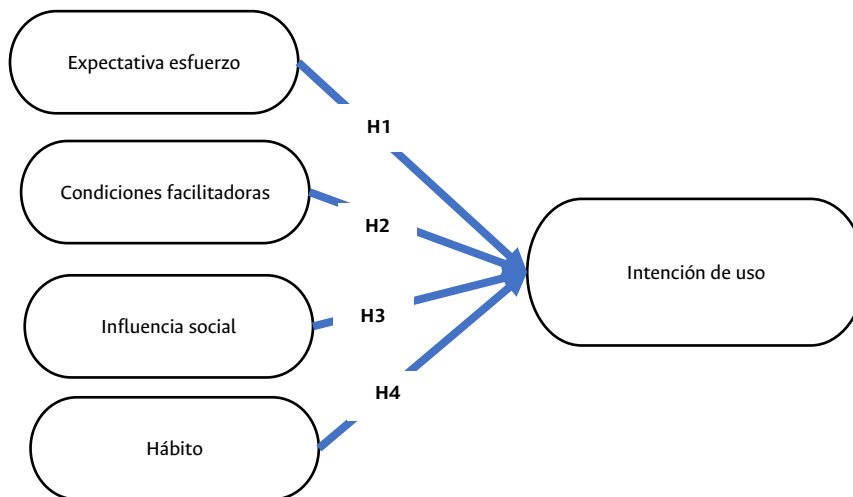 Expectativa esfuerzo
H1
Condiciones facilitadoras
H2
Intención de uso
Influencia social
H3
H4
Hábito